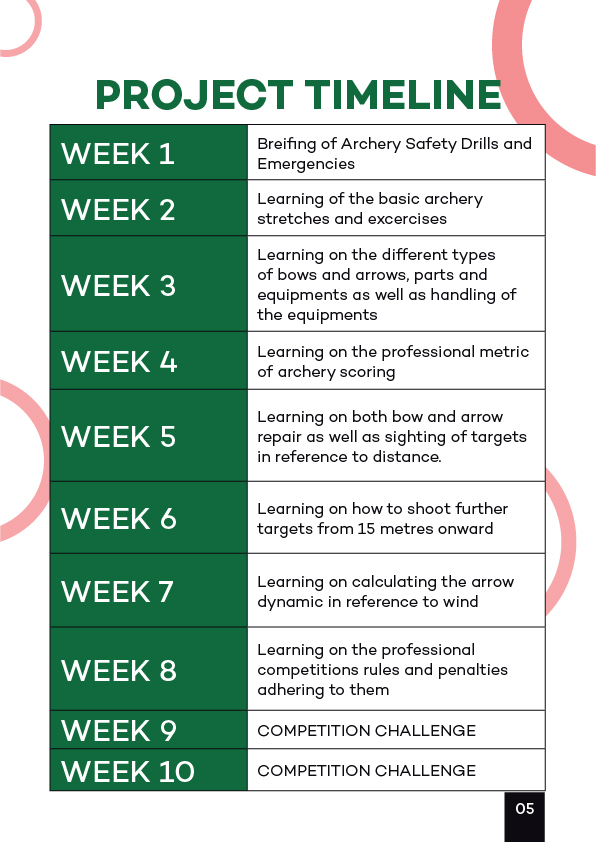 PROJECT TIMELINE
WEEK 1
Breifing of Archery Safety Drills and
Emergencies
WEEK 2
Learning of the basic archery
stretches and excercises
WEEK 3
Learning on the different types
of bows and arrows, parts and
equipments as well as handling of
the equipments
WEEK 4
Learning on the professional metric
of archery scoring
WEEK 5
Learning on both bow and arrow
repair as well as sighting of targets
in reference to distance.
WEEK 6
Learning on how to shoot further
targets from 15 metres onward
WEEK 7
Learning on calculating the arrow
dynamic in reference to wind
WEEK 8
Learning on the professional
competitions rules and penalties
adhering to them
WEEK 9
COMPETITION CHALLENGE
WEEK 10
COMPETITION CHALLENGE
05